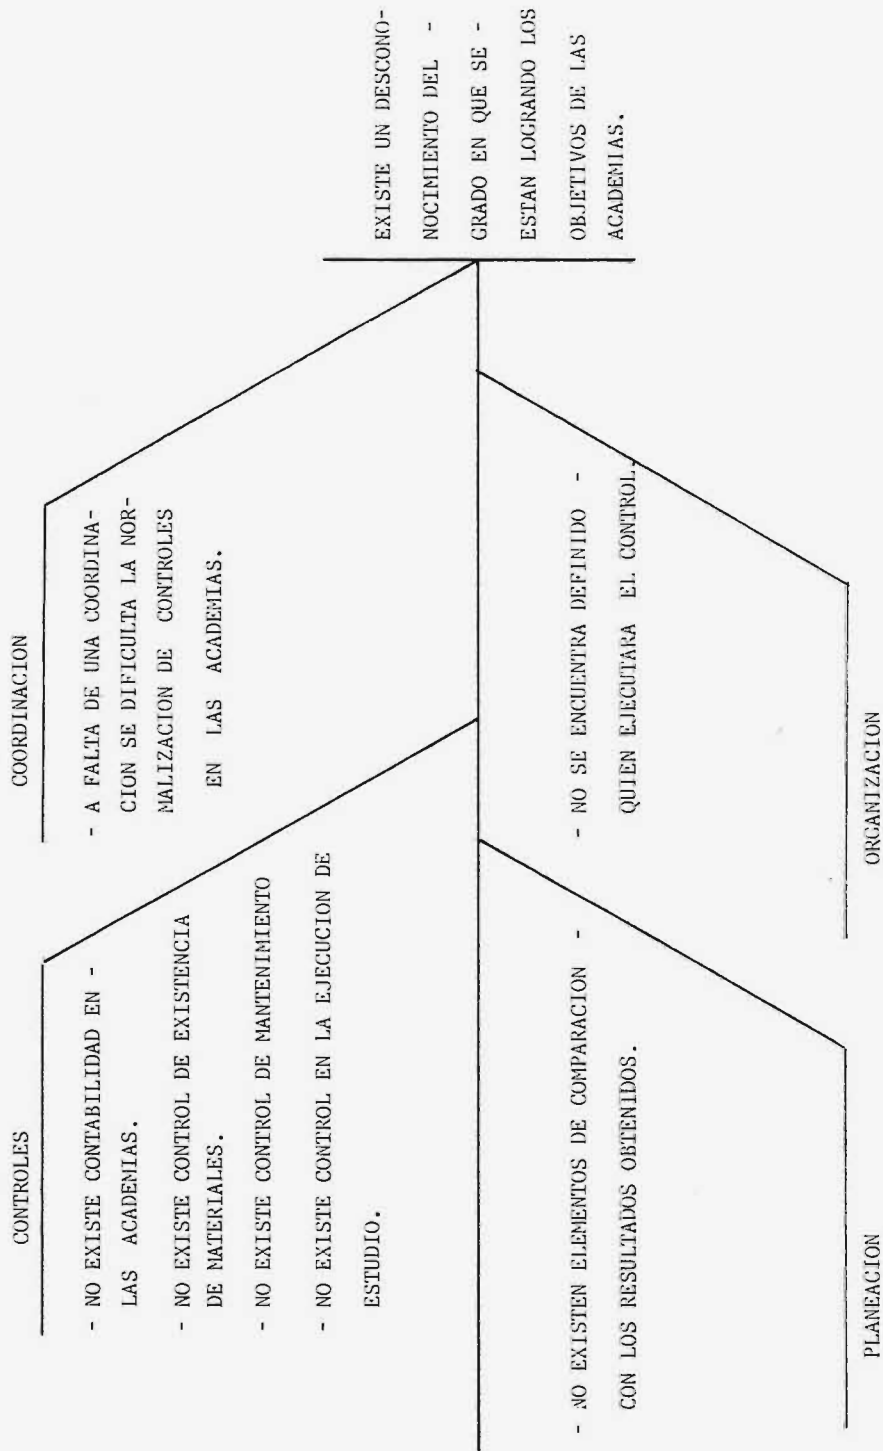 CONTROLES
- NO EXISTE CONTABILIDAD EN -
LAS ACADEMIAS.
- NO EXISTE CONTROL DE EXISTENCIA
DE MATERIALES.
- NO EXISTE CONTROL DE MANTENIMIENTO
- NO EXISTE CONTROL EN LA EJECUCION DE
ESTUDIO.
COORDINACION
- A FALTA DE UNA COORDINA-
CION SE DIFICULTA LA NOR-
MALIZACION DE CONTROLES
EN LAS ACADEMIAS.
EXISTE UN DESCONO-
NOCIMIENTO DEL -
GRADO EN QUE SE -
ESTAN LOGRANDO LOS
OBJETIVOS DE LAS
ACADEMIAS.
- NO EXISTEN ELEMENTOS DE COMPARACION -
CON LOS RESULTADOS OBTENIDOS.
PLANEACION
- NO SE ENCUENTRA DEFINIDO -
QUIEN EJECUTARA EL CONTROL.
ORGANIZACION